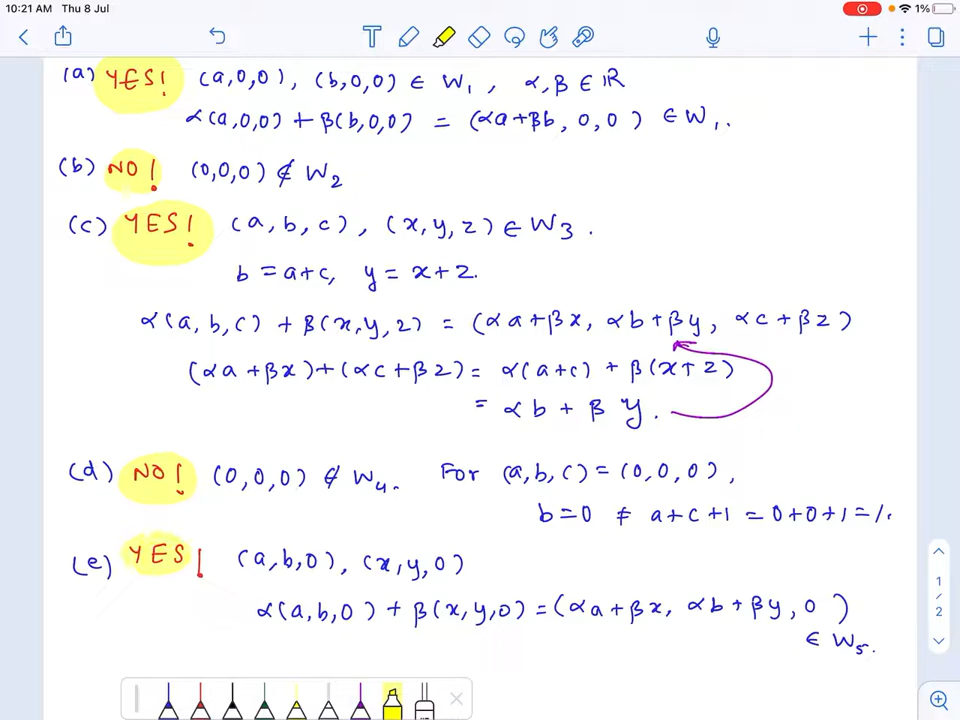 10:21 AM Thu 8 Jul 1%
(a) YES! (a,0,0), (b,0,0) ∈ W₁, α,β ∈ ℝ
α(a,0,0) + β(b,0,0) = (αa+βb, 0,0) ∈ W₁.
(b) NO! (0,0,0) ∉ W₂
(c) YES! (a,b,c), (x,y,z) ∈ W₃.
b = a+c, y = x+z.
α(a,b,c) + β(x,y,z) = (αa+βx, αb+βy, αc+βz)
(αa+βx)+(αc+βz) = α(a+c) + β(x+z)
= αb + βy.
(d) NO! (0,0,0) ∉ W₄. For (a,b,c) = (0,0,0),
b=0 ≠ a+c+1 = 0+0+1 = 1.
(e) YES! (a,b,0), (x,y,0)
α(a,b,0) + β(x,y,0) = (αa+βx, αb+βy, 0)
∈ W₅.
1
/
2